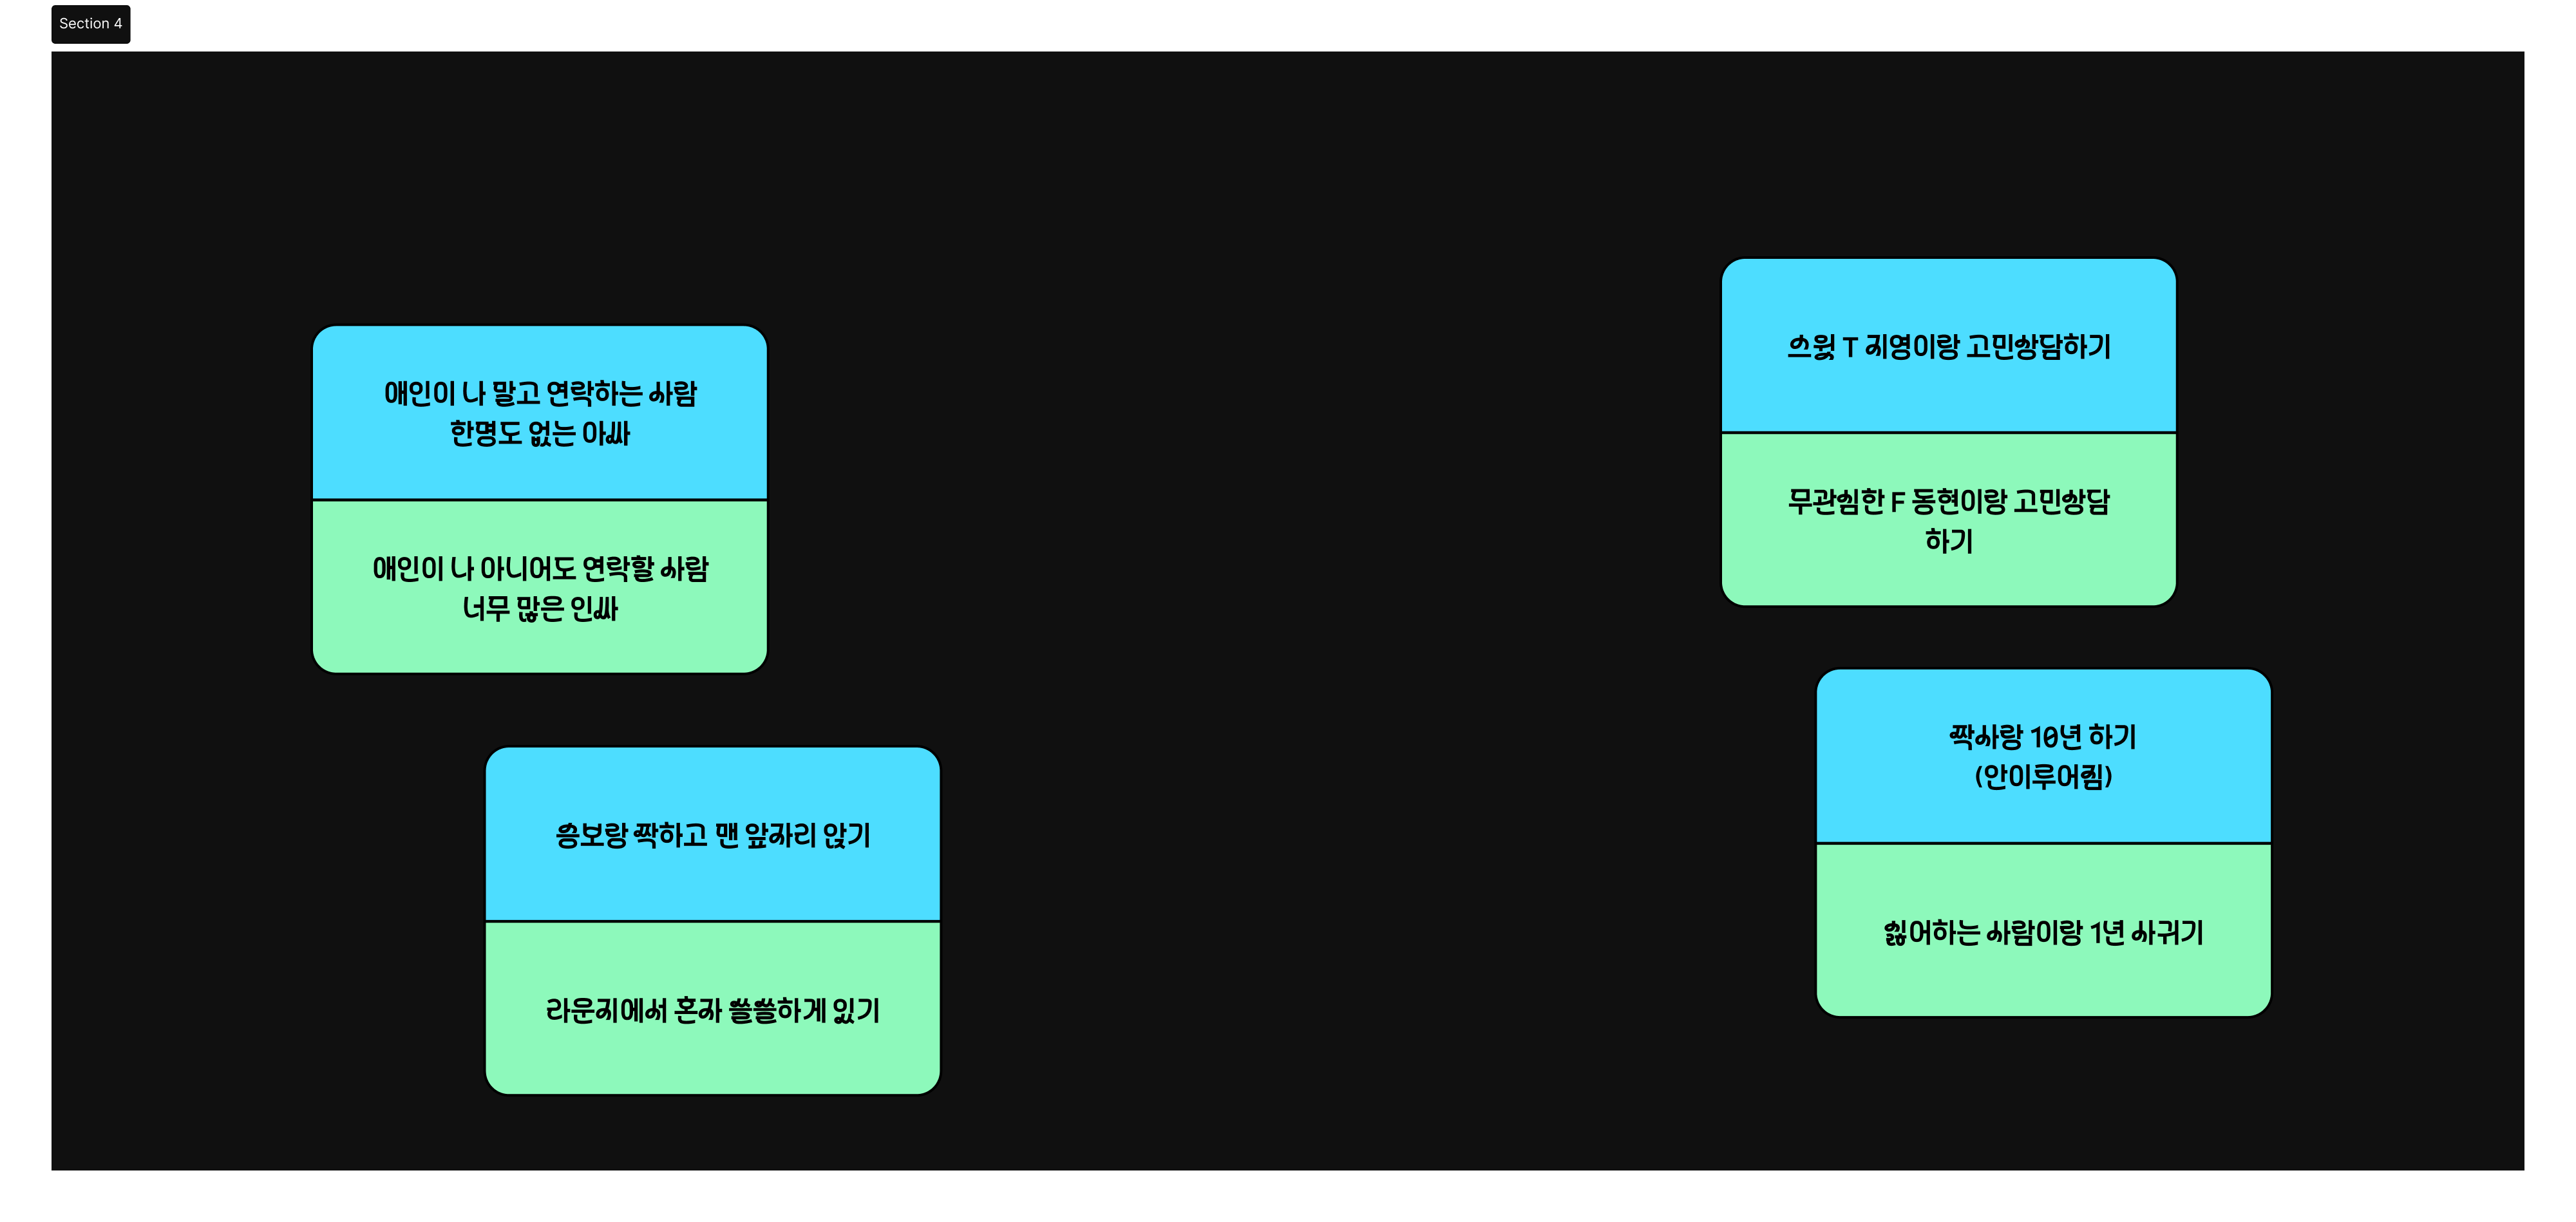 Section 4
애인이 나 말고 연락하는 사람
한명도 없는 아싸
애인이 나 아니어도 연락할 사람
너무 많은 인싸
승보랑 짝하고 맨 앞자리 앉기
라운지에서 혼자 쓸쓸하게 있기
스윗 T 지영이랑 고민상담하기
무관심한 F 동현이랑 고민상담
하기
짝사랑 10년 하기
(안이루어짐)
싫어하는 사람이랑 1년 사귀기